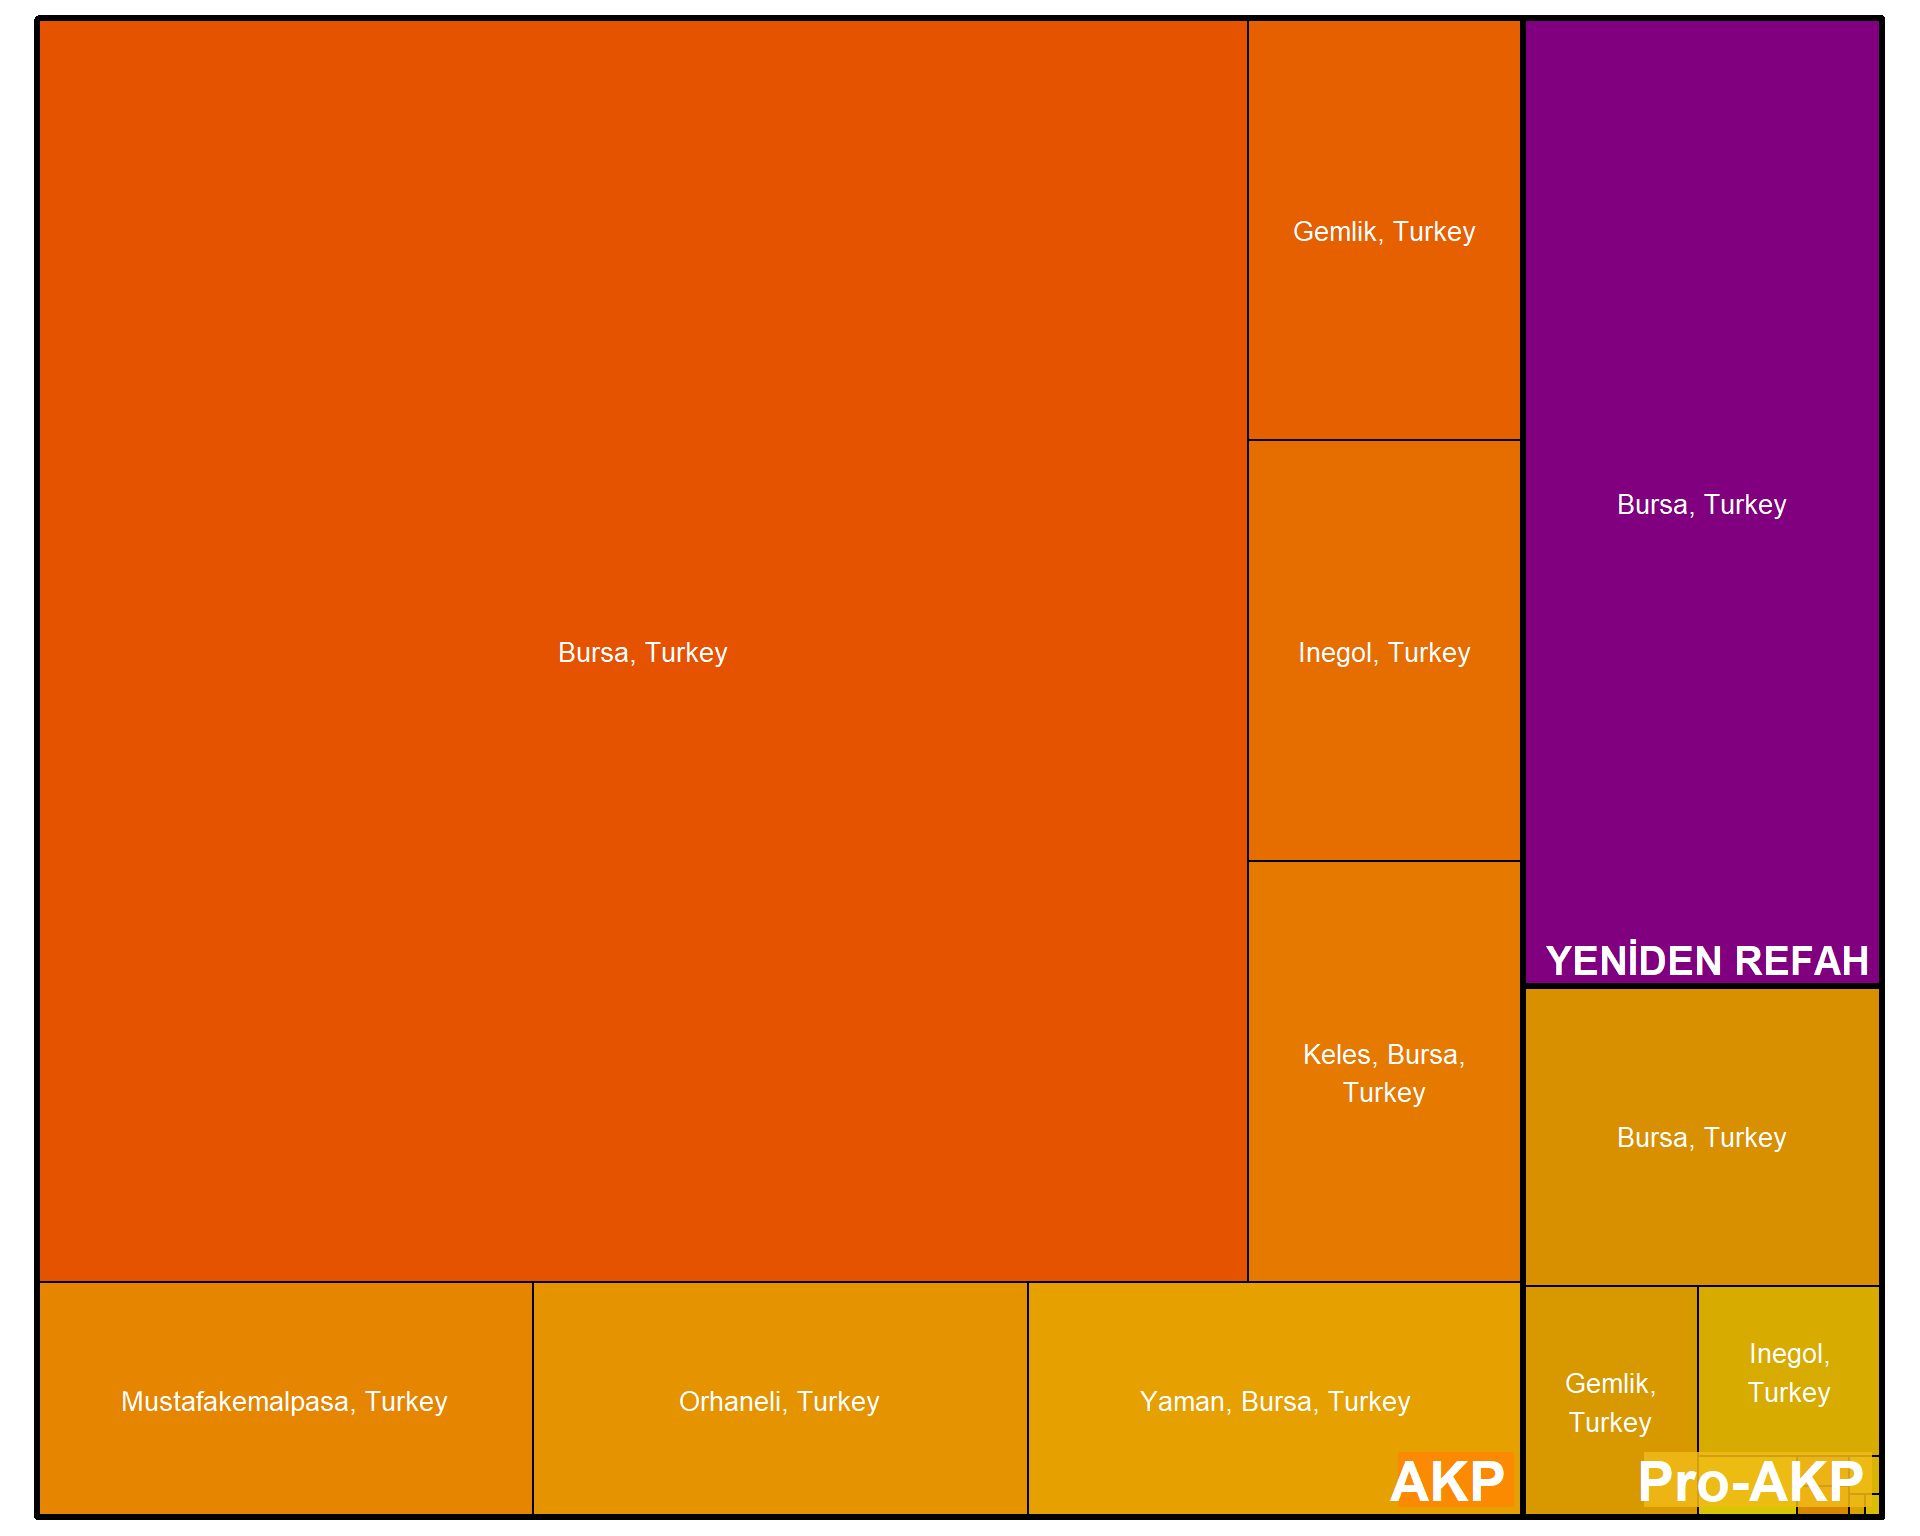 Bursa, Turkey
Gemlik, Turkey
Inegol, Turkey
Keles, Bursa,
Turkey
Mustafakemalpasa, Turkey
Orhaneli, Turkey
Yaman, Bursa, Turkey
AKP
Bursa, Turkey
YENİDEN REFAH
Bursa, Turkey
Gemlik,
Turkey
Inegol,
Turkey
Pro-AKP